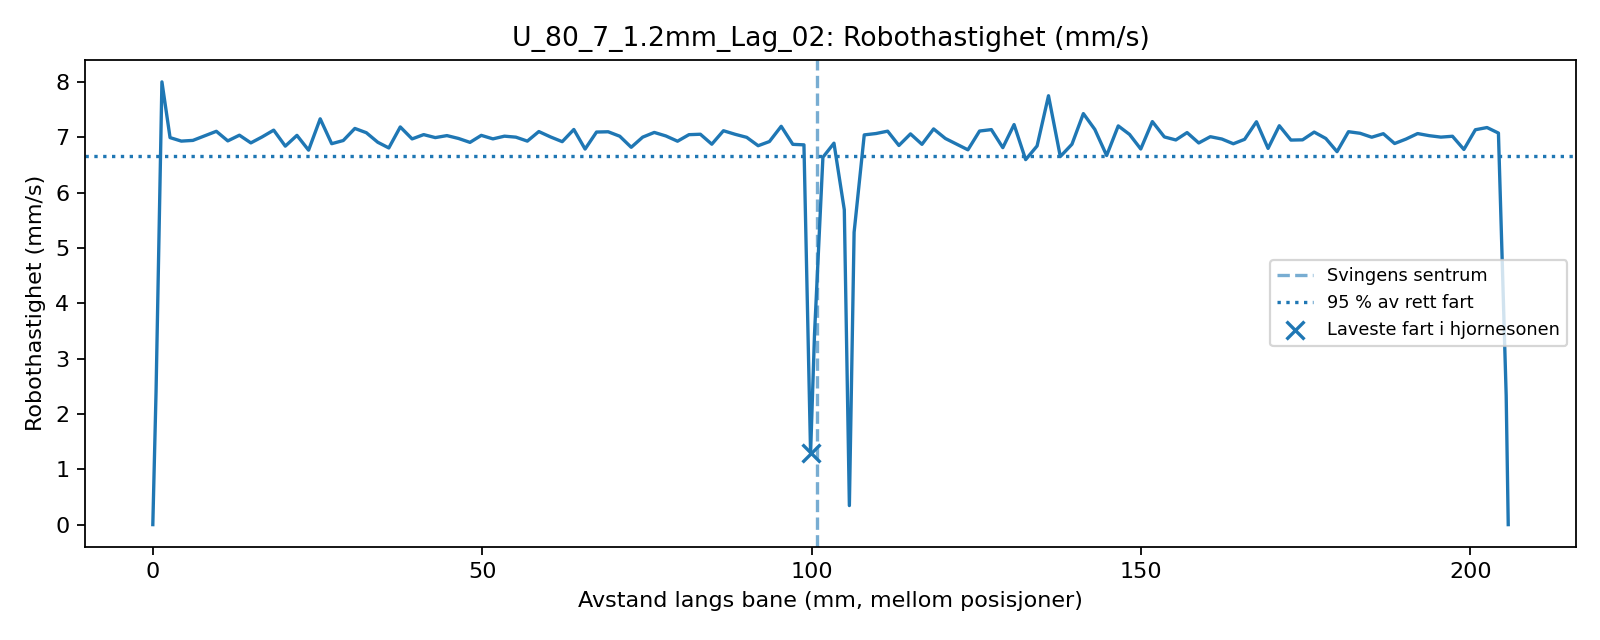 U_80_7_1.2mm_Lag_02: Robothastighet (mm/s)
Robothastighet (mm/s)
8
7
6
5
4
3
2
1
0
Svingens sentrum
95 % av rett fart
Laveste fart i hjornesonen
0 50 100 150 200
Avstand langs bane (mm, mellom posisjoner)